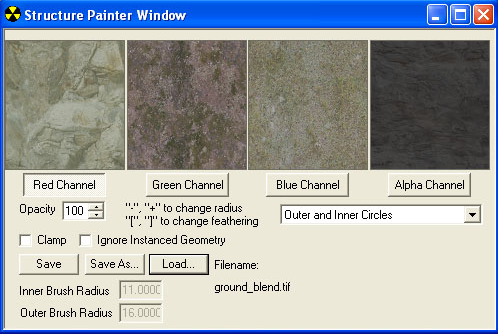 Structure Painter Window
Red Channel Green Channel Blue Channel Alpha Channel
Opacity 100 "-", "+" to change radius
"[", "]" to change feathering
Outer and Inner Circles
Clamp Ignore Instanced Geometry
Save Save As... Load... Filename:
ground_blend.tif
Inner Brush Radius 11.000
Outer Brush Radius 16.000